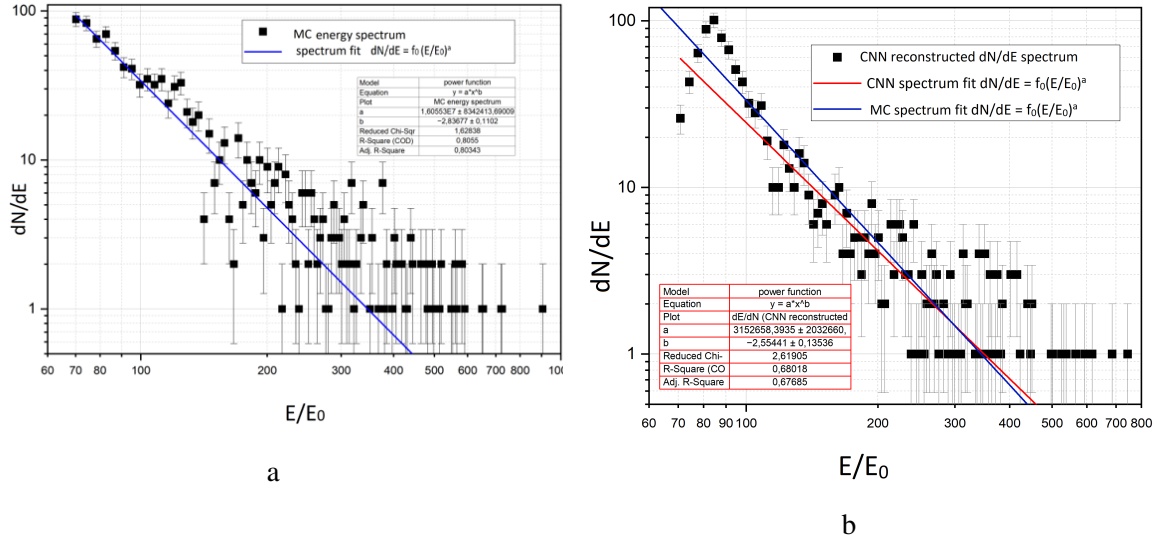 100
10
1
dN/dE
MC energy spectrum
spectrum fit dN/dE = f₀(E/E₀)ᵃ
Model power function
Equation y = a*x^b
Plot MC energy spectrum
a 1,60553E7 ± 8342413,69009
b −2,83677 ± 0,1102
Reduced Chi-Sqr 1,62838
R-Square (COD) 0,8055
Adj. R-Square 0,80343
60 70 80 100 200 300 400 500 600 700 800
E/E₀
a
100
10
1
dN/dE
CNN reconstructed dN/dE spectrum
CNN spectrum fit dN/dE = f₀(E/E₀)ᵃ
MC spectrum fit dN/dE = f₀(E/E₀)ᵃ
Model power function
Equation y = a*x^b
Plot dE/dN (CNN reconstructed
a 3152658,3935 ± 2032660,
b −2,55441 ± 0,13536
Reduced Chi- 2,61905
R-Square (CO 0,68018
Adj. R-Square 0,67685
60 70 80 90 100 200 300 400 500 600 700 800
E/E₀
b